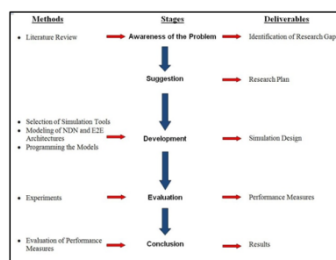 Methods Stages Deliverables
• Literature Review Awareness of the Problem Identification of Research Gap
Suggestion Research Plan
• Selection of Simulation Tools
• Modeling of NDN and E2E
Architectures
• Programming the Models
Development Simulation Design
• Experiments Evaluation Performance Measures
• Evaluation of Performance
Measures
Conclusion Results